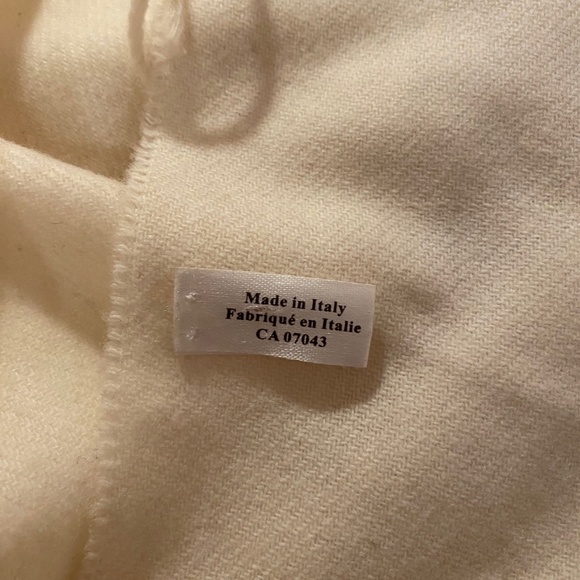 Made in Italy
Fabriqué en Italie
CA 07043